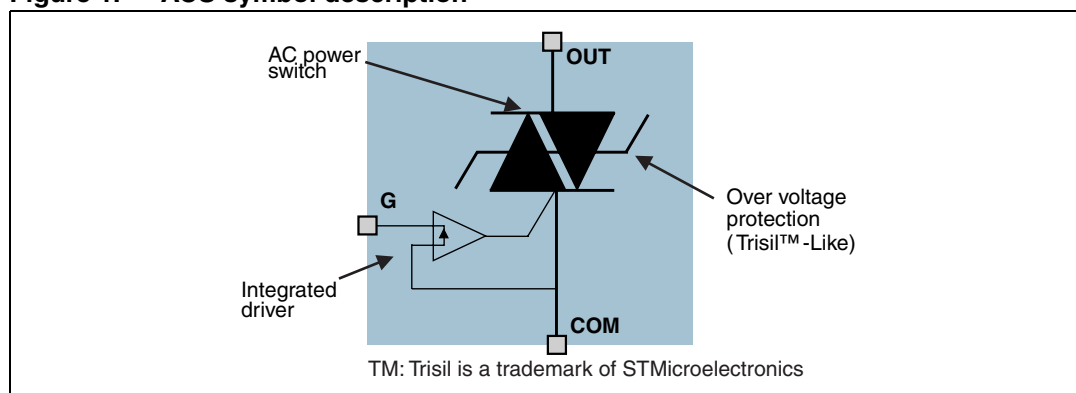 Figure ACS symbol description
AC power
switch
OUT
G
Over voltage
protection
(Trisil™-Like)
Integrated
driver
COM
TM: Trisil is a trademark of STMicroelectronics